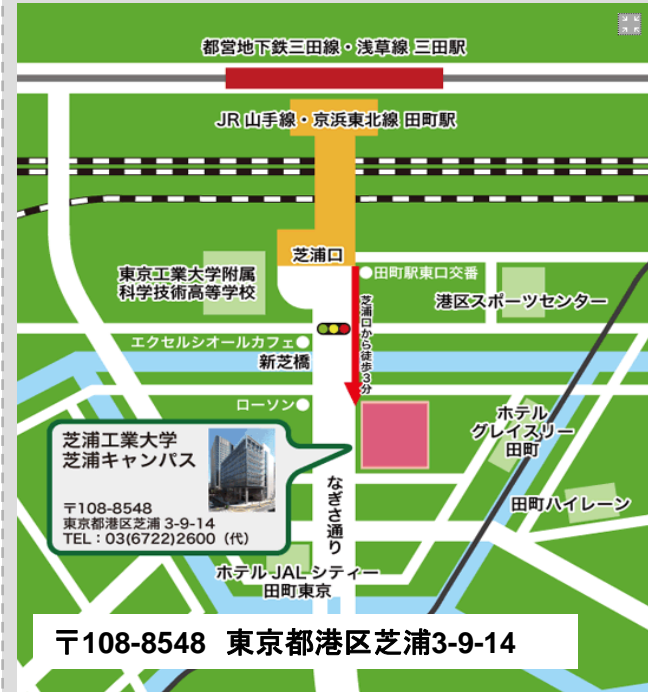 都営地下鉄三田線・浅草線 三田駅
JR 山手線・京浜東北線 田町駅
芝浦口
東京工業大学附属
科学技術高等学校
田町駅東口交番
港区スポーツセンター
芝浦口から徒歩3分
エクセルシオールカフェ
新芝橋
ローソン
ホテル
グレイスリー
田町
芝浦工業大学
芝浦キャンパス
〒108-8548
東京都港区芝浦 3-9-14
TEL：03(6722)2600（代）
なぎさ通り
田町ハイレーン
ホテル JAL シティー
田町東京
〒108-8548 東京都港区芝浦3-9-14